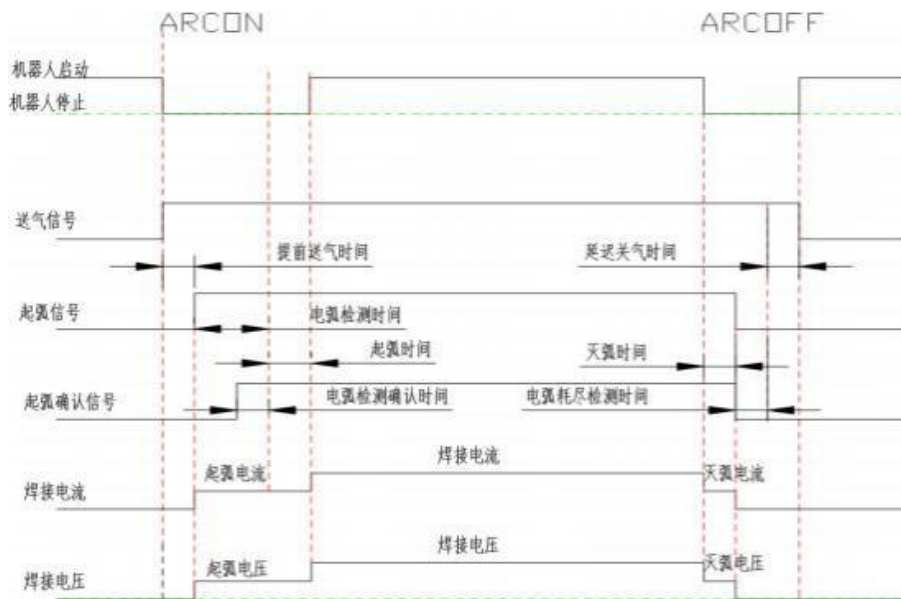 ARCON ARCOFF
机器人启动
机器人停止
送气信号
提前送气时间 延迟关气时间
起弧信号
电弧检测时间
起弧时间 灭弧时间
起弧确认信号
电弧检测确认时间 电弧耗尽检测时间
焊接电流
起弧电流 灭弧电流
焊接电流
焊接电压
起弧电压 灭弧电压
焊接电压